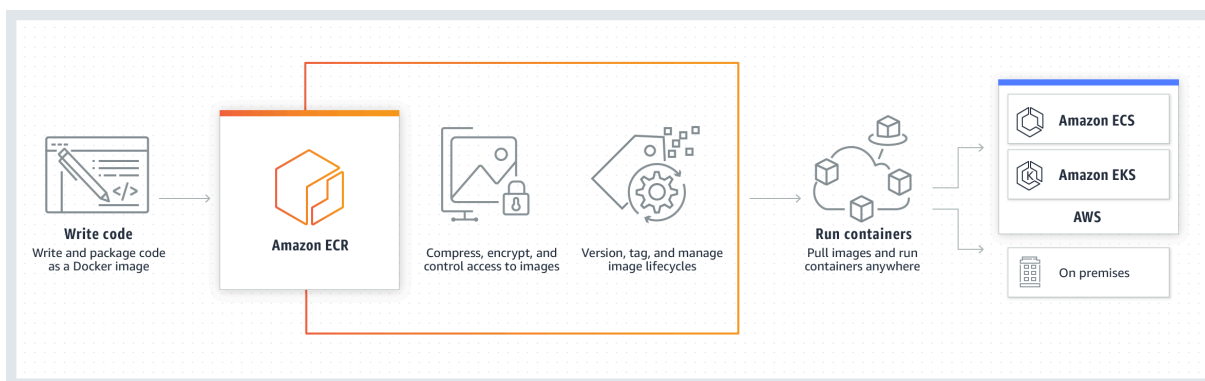 </>
Write code
Write and package code
as a Docker image
Amazon ECR
Compress, encrypt, and
control access to images
Version, tag, and manage
image lifecycles
Run containers
Pull images and run
containers anywhere
Amazon ECS
K
Amazon EKS
AWS
On premises